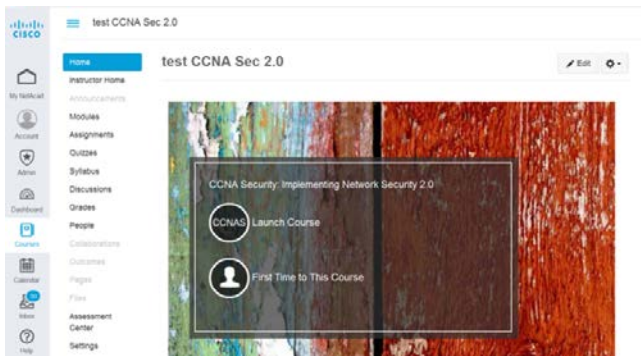 cisco
test CCNA Sec 2.0
My NetAcad
Account
Admin
Dashboard
Courses
Calendar
Inbox
Help
Home
Instructor Home
Announcements
Modules
Assignments
Quizzes
Syllabus
Discussions
Grades
People
Collaborations
Outcomes
Pages
Files
Assessment
Center
Settings
test CCNA Sec 2.0
Edit
CCNA Security: Implementing Network Security 2.0
CCNAS Launch Course
First Time to This Course